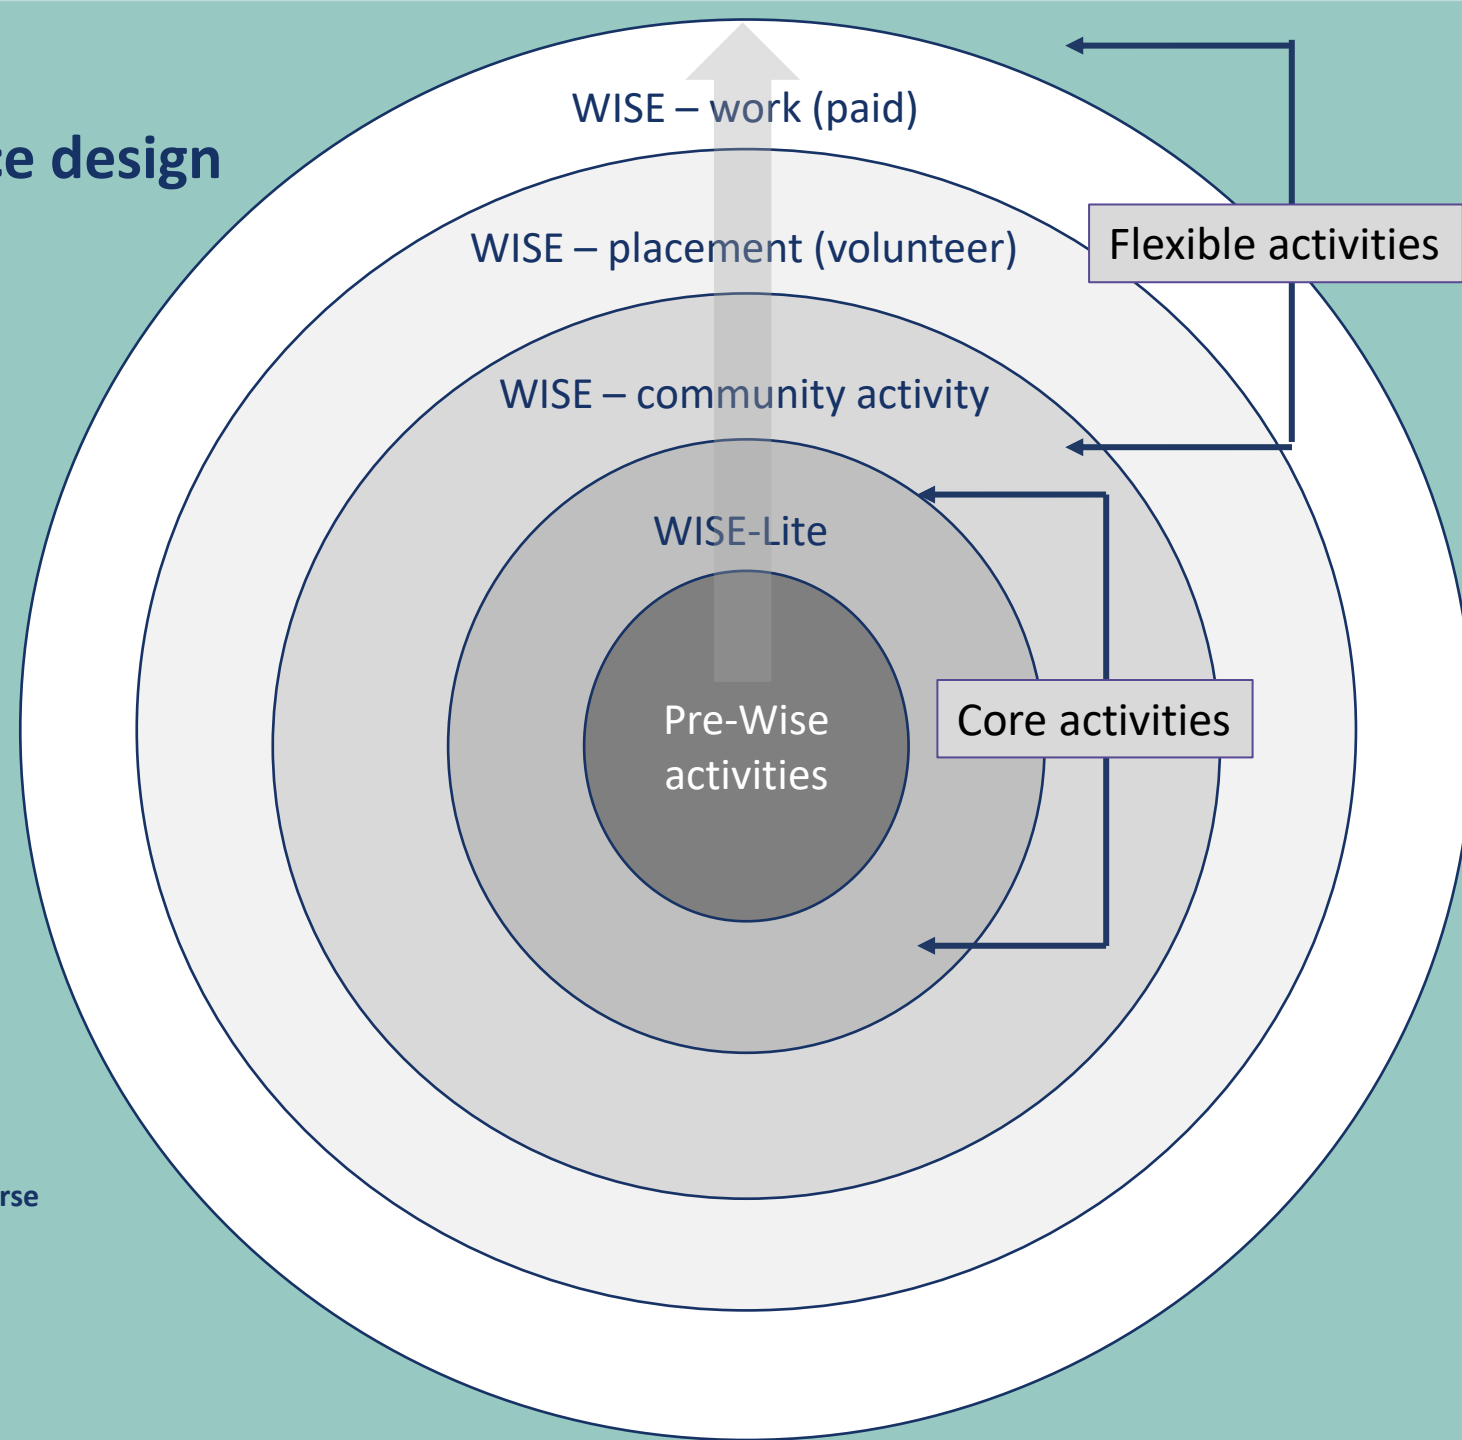 WISE – work (paid)
ce design
WISE – placement (volunteer)
Flexible activities
WISE – community activity
WISE-Lite
Pre-Wise
activities
Core activities
rse